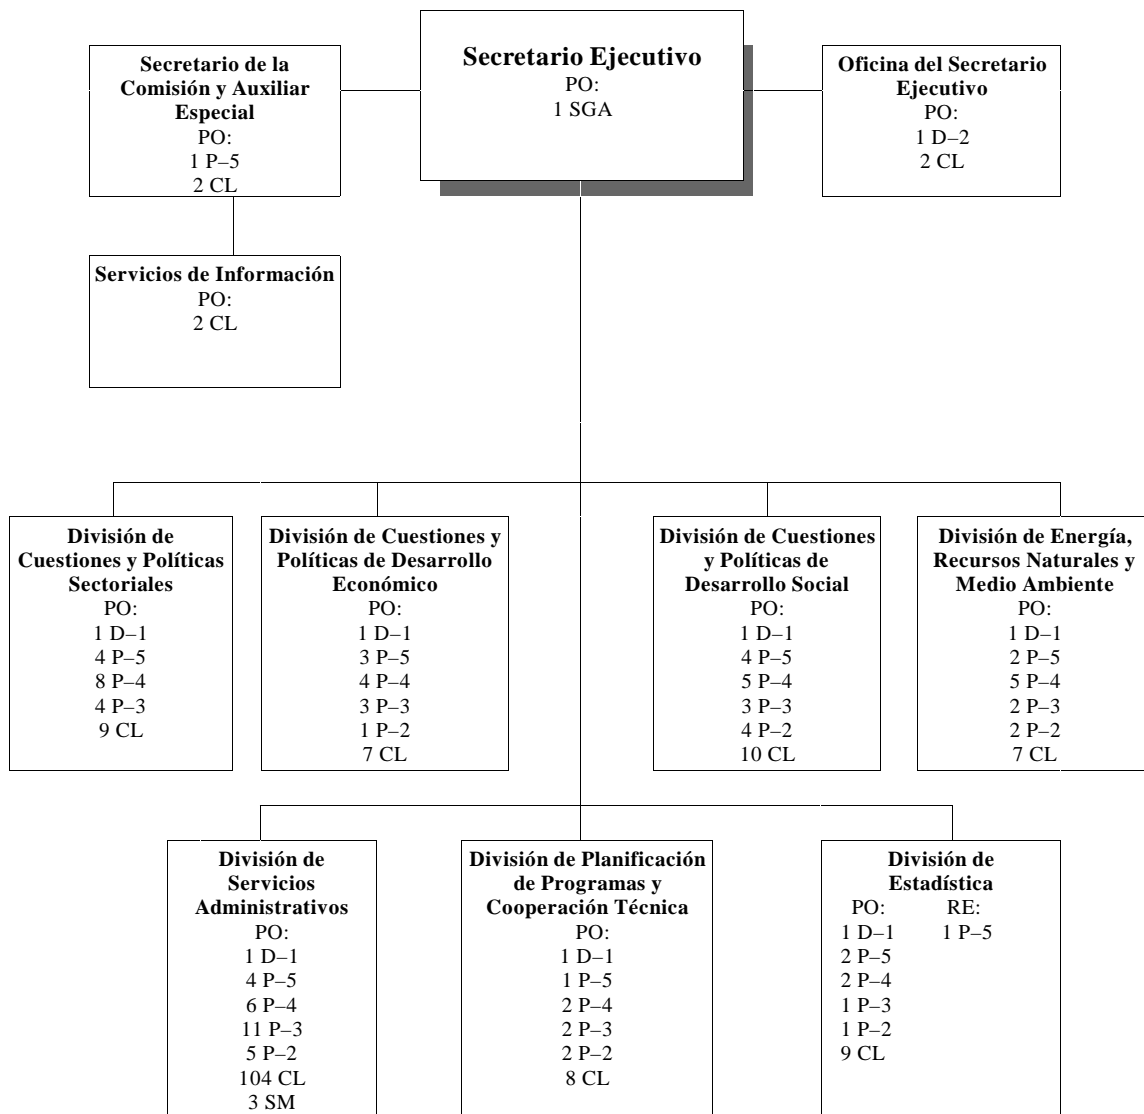 Secretario Ejecutivo
PO:
1 SGA
Secretario de la
Comisión y Auxiliar
Especial
PO:
1 P–5
2 CL
Oficina del Secretario
Ejecutivo
PO:
1 D–2
2 CL
Servicios de Información
PO:
2 CL
División de
Cuestiones y Políticas
Sectoriales
PO:
1 D–1
4 P–5
8 P–4
4 P–3
9 CL
División de Cuestiones y
Políticas de Desarrollo
Económico
PO:
1 D–1
3 P–5
4 P–4
3 P–3
1 P–2
7 CL
División de Cuestiones
y Políticas de
Desarrollo Social
PO:
1 D–1
4 P–5
5 P–4
3 P–3
4 P–2
10 CL
División de Energía,
Recursos Naturales y
Medio Ambiente
PO:
1 D–1
2 P–5
5 P–4
2 P–3
2 P–2
7 CL
División de
Servicios
Administrativos
PO:
1 D–1
4 P–5
6 P–4
11 P–3
5 P–2
104 CL
3 SM
División de Planificación
de Programas y
Cooperación Técnica
PO:
1 D–1
1 P–5
2 P–4
2 P–3
2 P–2
8 CL
División de
Estadística
PO: RE:
1 D–1 1 P–5
2 P–5
2 P–4
1 P–3
1 P–2
9 CL